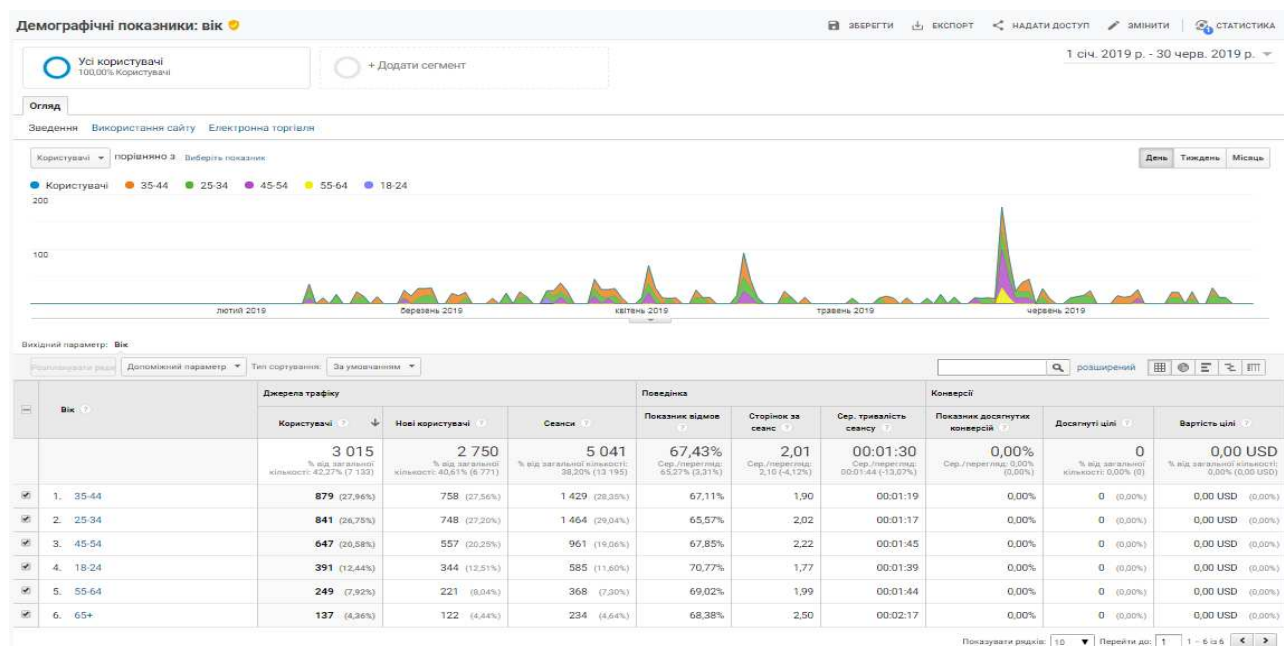 Демографічні показники: вік
ЗБЕРЕГТИ ЕКСПОРТ НАДАТИ ДОСТУП ЗМІНИТИ СТАТИСТИКА
Усі користувачі
100,00% Користувачі
+ Додати сегмент
1 січ. 2019 р. - 30 черв. 2019 р.
Огляд
Зведення Використання сайту Електронна торгівля
Користувачі порівняно з Виберіть показник
День Тиждень Місяць
Користувачі 35-44 25-34 45-54 55-64 18-24
200
100
лютий 2019 березень 2019 квітень 2019 травень 2019 червень 2019
Вихідний параметр: Вік
Допоміжний параметр Тип сортування: За умовчанням розширений
Вік Джерела трафіку Поведінка Конверсії
Користувачі Нові користувачі Сеанси Показник відмов Сторінок за сеанс Сер. тривалість сеансу Показник досягнутих конверсій Досягнуті цілі Вартість цілі
3 015 2 750 5 041 67,43% 2,01 00:01:30 0,00% 0 0,00 USD
% від загальної кількості: 42,27% (7 133) % від загальної кількості: 40,61% (6 771) % від загальної кількості: 38,20% (13 195) Сер./перегляд: 65,27% (3,31%) Сер./перегляд: 2,10 (-4,12%) Сер./перегляд: 00:01:44 (-13,07%) Сер./перегляд: 0,00% (0,00%) % від загальної кількості: 0,00% (0) % від загальної кількості: 0,00% (0,00 USD)
1. 35-44 879 (27,96%) 758 (27,56%) 1 429 (28,35%) 67,11% 1,90 00:01:19 0,00% 0 (0,00%) 0,00 USD (0,00%)
2. 25-34 841 (26,75%) 748 (27,20%) 1 464 (29,04%) 65,57% 2,02 00:01:17 0,00% 0 (0,00%) 0,00 USD (0,00%)
3. 45-54 647 (20,58%) 557 (20,25%) 961 (19,06%) 67,85% 2,22 00:01:45 0,00% 0 (0,00%) 0,00 USD (0,00%)
4. 18-24 391 (12,44%) 344 (12,51%) 585 (11,60%) 70,77% 1,77 00:01:39 0,00% 0 (0,00%) 0,00 USD (0,00%)
5. 55-64 249 (7,92%) 221 (8,04%) 368 (7,30%) 69,02% 1,99 00:01:44 0,00% 0 (0,00%) 0,00 USD (0,00%)
6. 65+ 137 (4,36%) 122 (4,44%) 234 (4,64%) 68,38% 2,50 00:02:17 0,00% 0 (0,00%) 0,00 USD (0,00%)
Показувати рядків: 10 Перейти до: 1 1 - 6 із 6